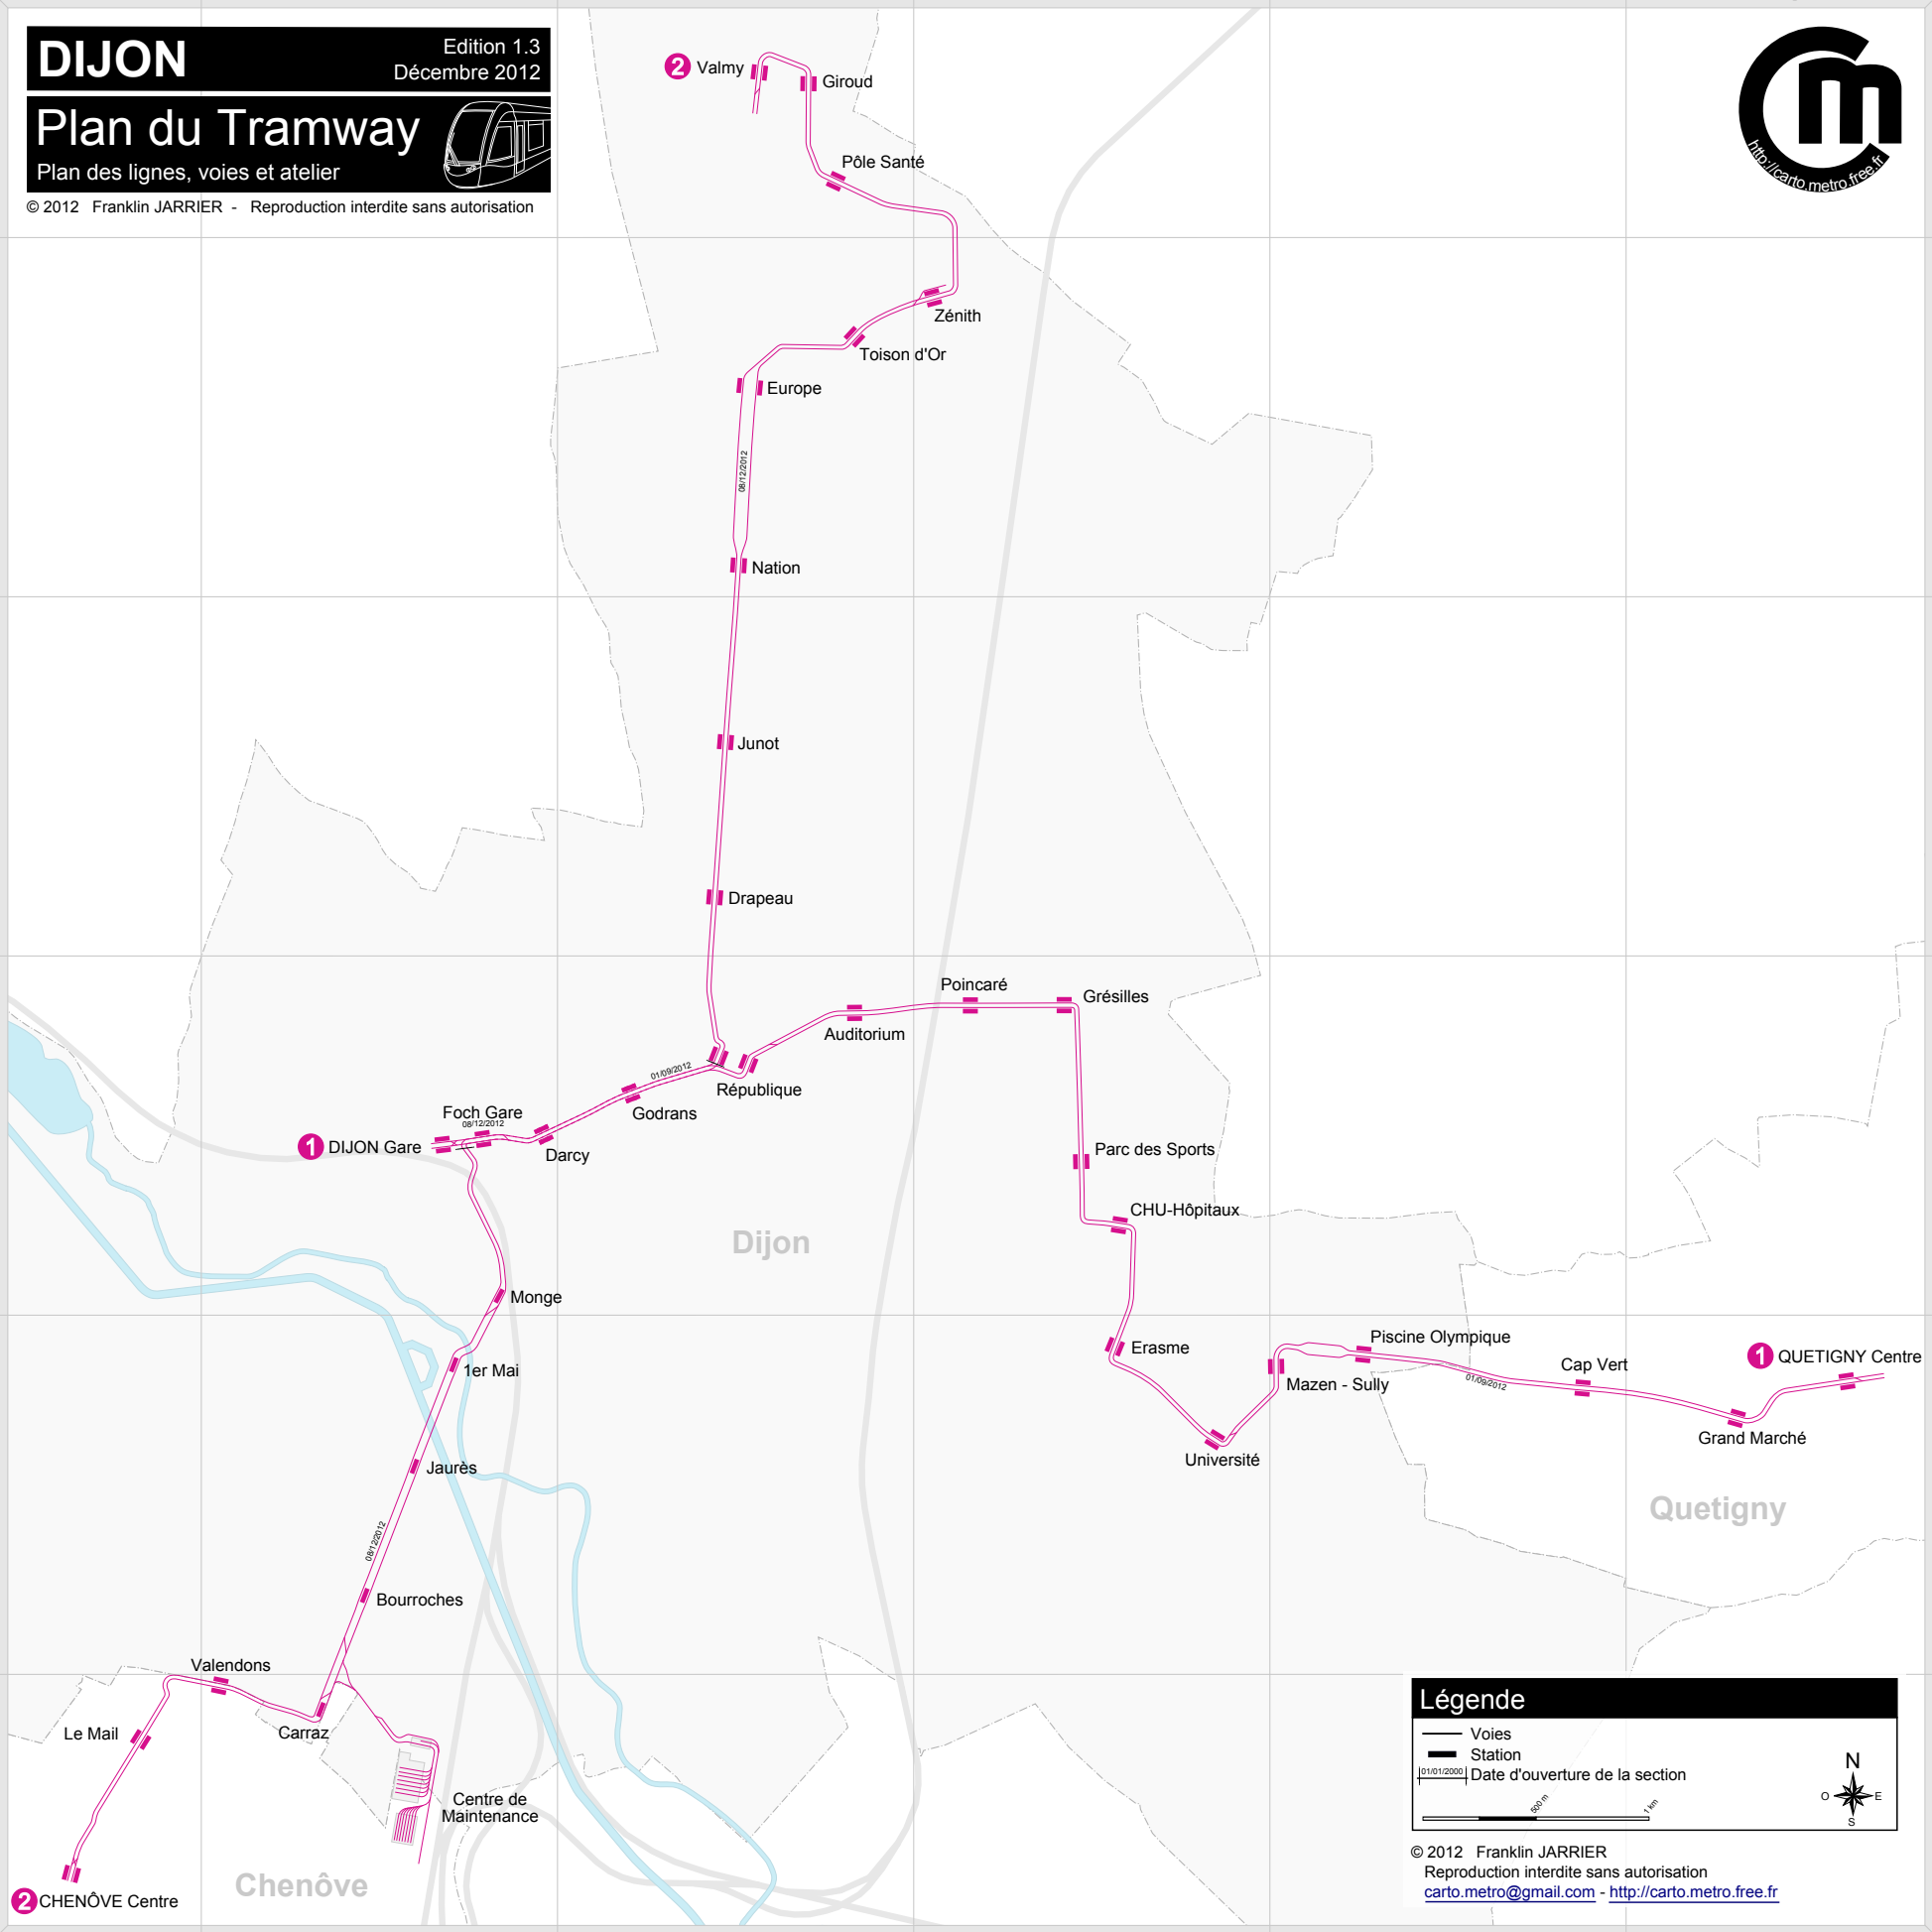 DIJON
Edition 1.3
Décembre 2012
Plan du Tramway
Plan des lignes, voies et atelier
© 2012 Franklin JARRIER - Reproduction interdite sans autorisation
http://carto.metro.free.fr
2 Valmy
Giroud
Pôle Santé
Zénith
Toison d'Or
Europe
08/12/2012
Nation
Junot
Drapeau
Poincaré
Grésilles
Auditorium
République
01/09/2012
Godrans
Foch Gare
08/12/2012
1 DIJON Gare
Darcy
Parc des Sports
CHU-Hôpitaux
Dijon
Monge
Erasme
Piscine Olympique
1 QUETIGNY Centre
Cap Vert
1er Mai
Mazen - Sully
01/09/2012
Grand Marché
Université
Jaurès
Quetigny
08/12/2012
Bourroches
Valendons
Carraz
Le Mail
Centre de
Maintenance
Chenôve
2 CHENÔVE Centre
Légende
Voies
Station
01/01/2000 Date d'ouverture de la section
500 m
1 km
N
O
E
S
© 2012 Franklin JARRIER
Reproduction interdite sans autorisation
carto.metro@gmail.com - http://carto.metro.free.fr